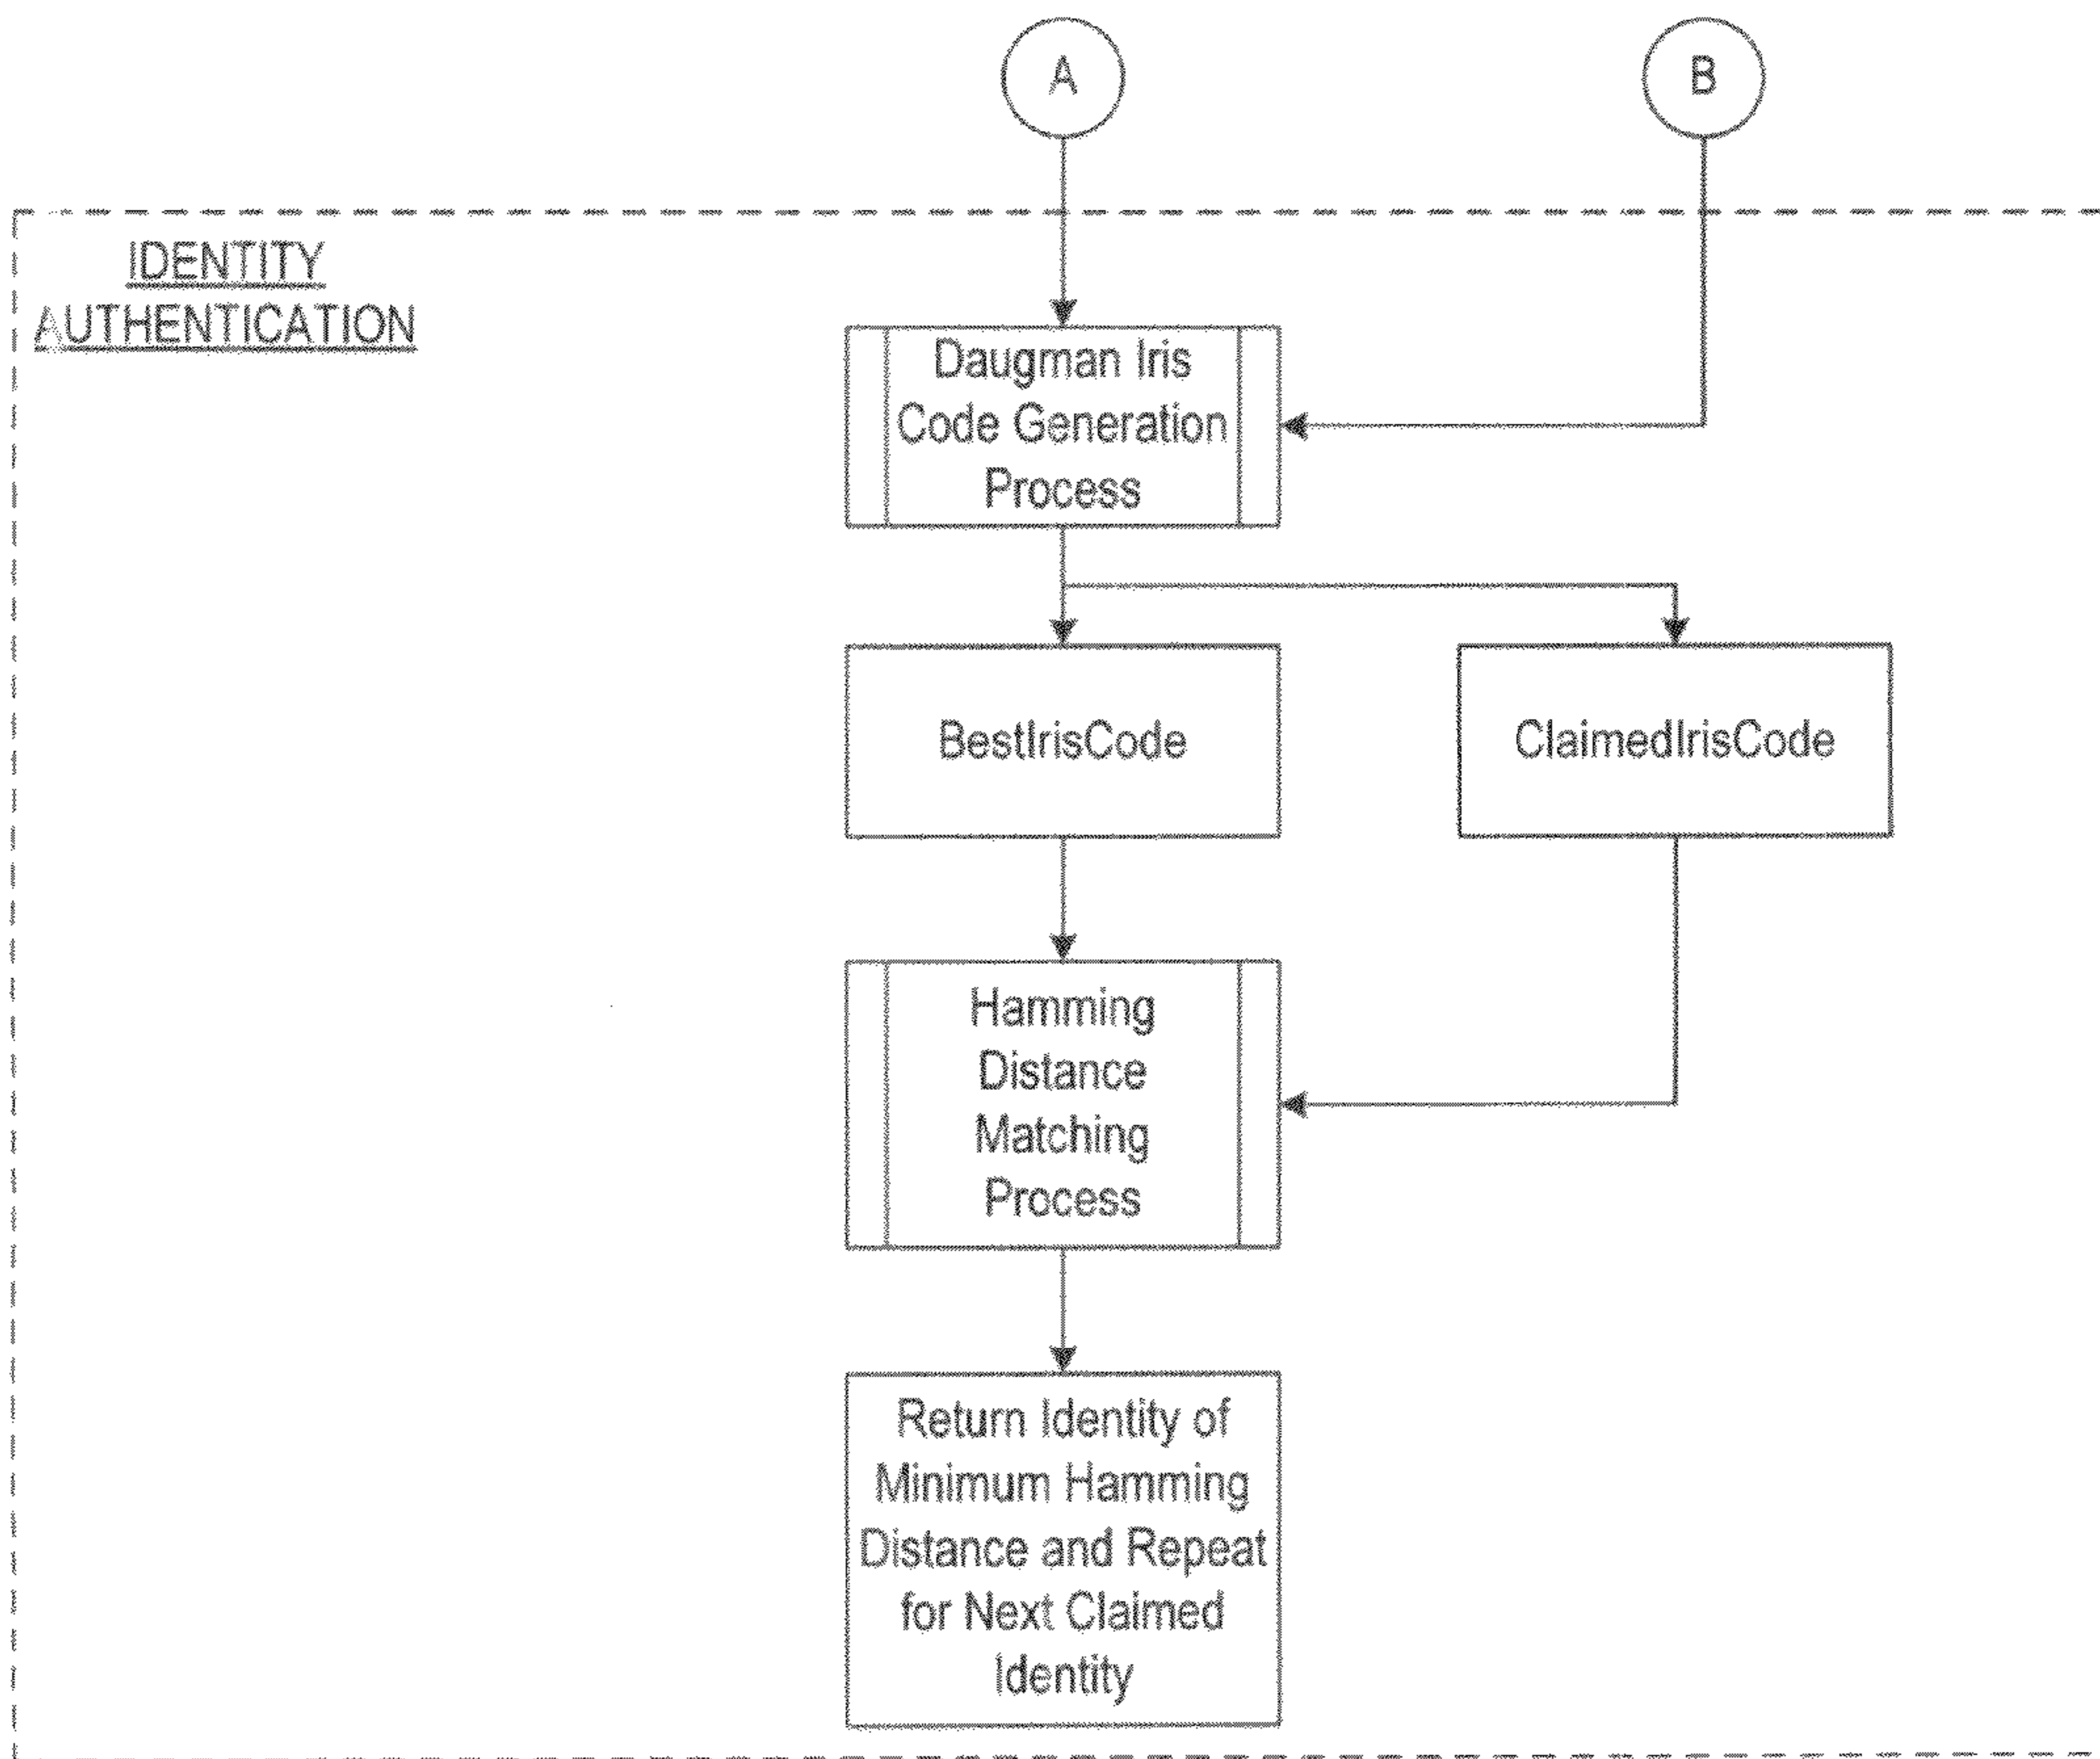 A
B
IDENTITY
AUTHENTICATION
Daugman Iris
Code Generation
Process
BestIrisCode
ClaimedIrisCode
Hamming
Distance
Matching
Process
Return Identity of
Minimum Hamming
Distance and Repeat
for Next Claimed
Identity